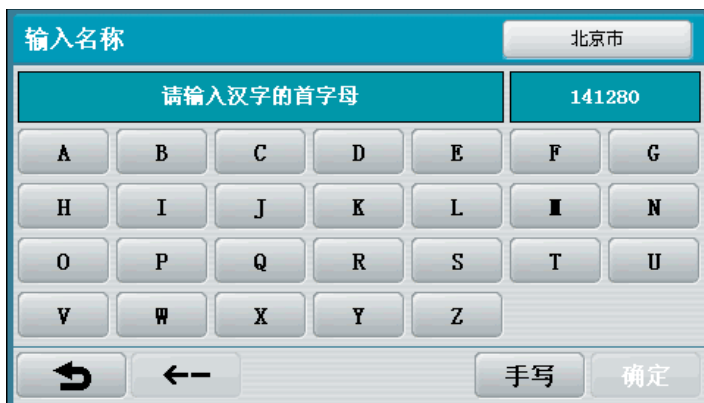 输入名称 北京市
请输入汉字的首字母 141280
A B C D E F G
H I J K L M N
O P Q R S T U
V W X Y Z
手写 确定